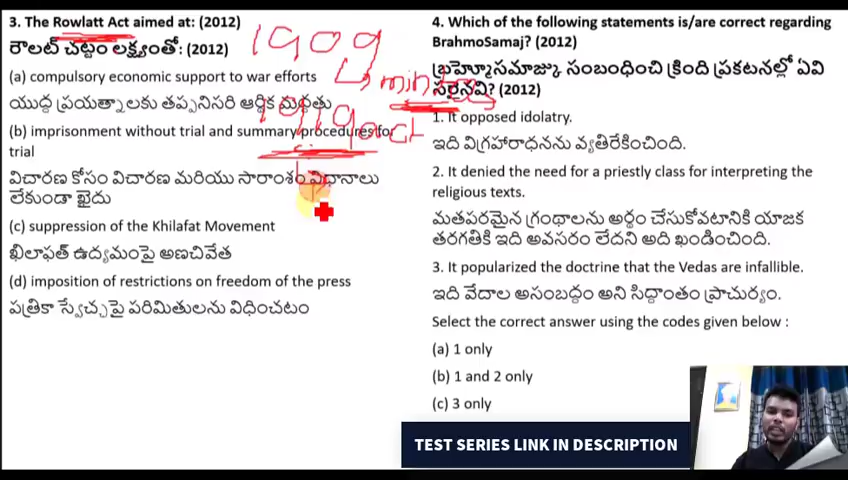 3. The Rowlatt Act aimed at: (2012)
రౌలట్ చట్టం లక్ష్యంతో: (2012)
(a) compulsory economic support to war efforts
యుద్ధ ప్రయత్నాలకు తప్పనిసరి ఆర్థిక మద్దతు
(b) imprisonment without trial and summary procedures for
trial
విచారణ కోసం విచారణ మరియు సారాంశం విధానాలు
లేకుండా ఖైదు
(c) suppression of the Khilafat Movement
ఖిలాఫత్ ఉద్యమంపై అణచివేత
(d) imposition of restrictions on freedom of the press
పత్రికా స్వేచ్ఛపై పరిమితులను విధించటం
1909
1919 act
4. Which of the following statements is/are correct regarding
BrahmoSamaj? (2012)
బ్రహ్మోసమాజ్కు సంబంధించి క్రింది ప్రకటనల్లో ఏవి
సరైనవి? (2012)
1. It opposed idolatry.
ఇది విగ్రహారాధనను వ్యతిరేకించింది.
2. It denied the need for a priestly class for interpreting the
religious texts.
మతపరమైన గ్రంథాలను అర్థం చేసుకోవటానికి యాజక
తరగతికి ఇది అవసరం లేదని అది ఖండించింది.
3. It popularized the doctrine that the Vedas are infallible.
ఇది వేదాల అసంబద్ధం అని సిద్ధాంతం ప్రాచుర్యం.
Select the correct answer using the codes given below :
(a) 1 only
(b) 1 and 2 only
(c) 3 only
TEST SERIES LINK IN DESCRIPTION